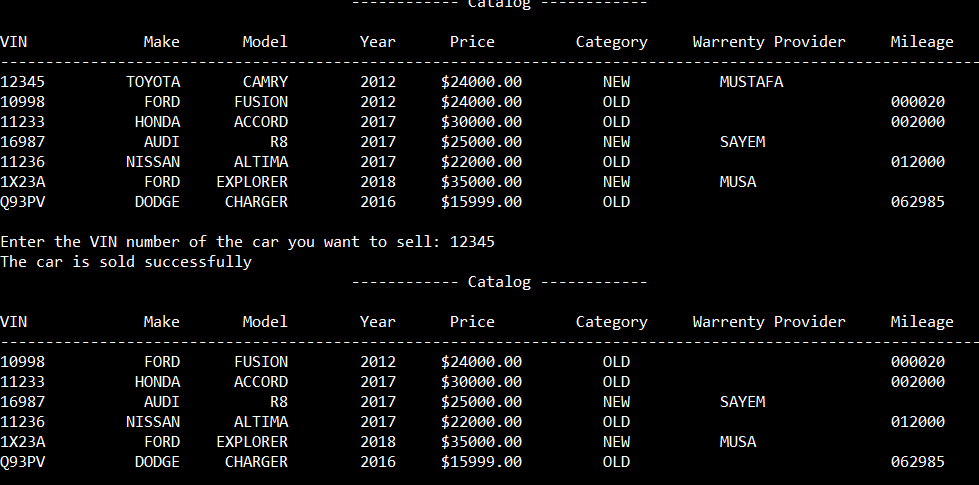 ------------ Catalog ------------
VIN Make Model Year Price Category Warrenty Provider Mileage
-------------------------------------------------------------------------------------------------------------
12345 TOYOTA CAMRY 2012 $24000.00 NEW MUSTAFA
10998 FORD FUSION 2012 $24000.00 OLD 000020
11233 HONDA ACCORD 2017 $30000.00 OLD 002000
16987 AUDI R8 2017 $25000.00 NEW SAYEM
11236 NISSAN ALTIMA 2017 $22000.00 OLD 012000
1X23A FORD EXPLORER 2018 $35000.00 NEW MUSA
Q93PV DODGE CHARGER 2016 $15999.00 OLD 062985
Enter the VIN number of the car you want to sell: 12345
The car is sold successfully
------------ Catalog ------------
VIN Make Model Year Price Category Warrenty Provider Mileage
-------------------------------------------------------------------------------------------------------------
10998 FORD FUSION 2012 $24000.00 OLD 000020
11233 HONDA ACCORD 2017 $30000.00 OLD 002000
16987 AUDI R8 2017 $25000.00 NEW SAYEM
11236 NISSAN ALTIMA 2017 $22000.00 OLD 012000
1X23A FORD EXPLORER 2018 $35000.00 NEW MUSA
Q93PV DODGE CHARGER 2016 $15999.00 OLD 062985